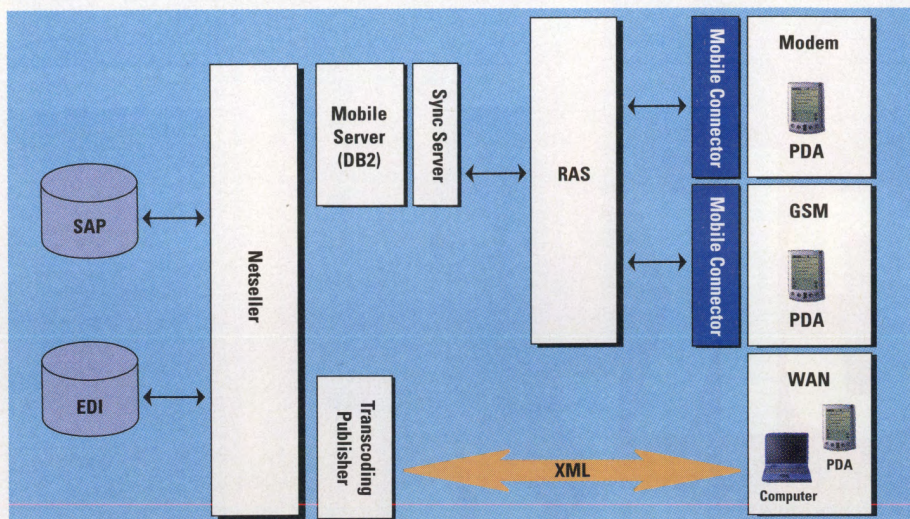 SAP
EDI
Netseller
Mobile
Server
(DB2)
Sync Server
Transcoding
Publisher
RAS
Mobile Connector
Modem
PDA
Mobile Connector
GSM
PDA
XML
WAN
PDA
Computer